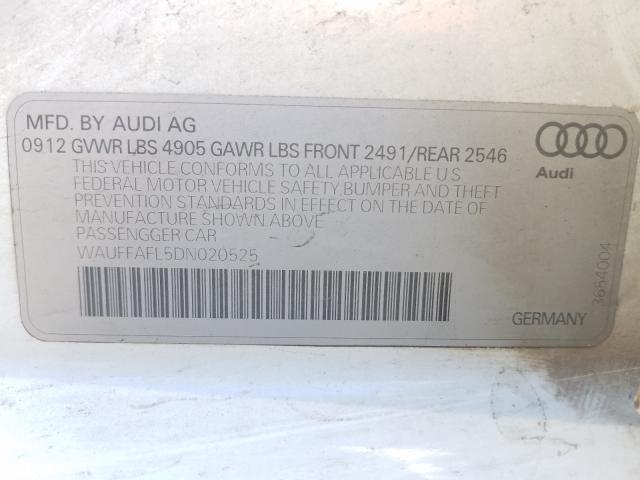 MFD. BY AUDI AG
0912 GVWR LBS 4905 GAWR LBS FRONT 2491/REAR 2546
THIS VEHICLE CONFORMS TO ALL APPLICABLE U.S
FEDERAL MOTOR VEHICLE SAFETY, BUMPER AND THEFT
PREVENTION STANDARDS IN EFFECT ON THE DATE OF
MANUFACTURE SHOWN ABOVE
PASSENGGER CAR
WAUFFAFL5DN020525
Audi
3654004
GERMANY